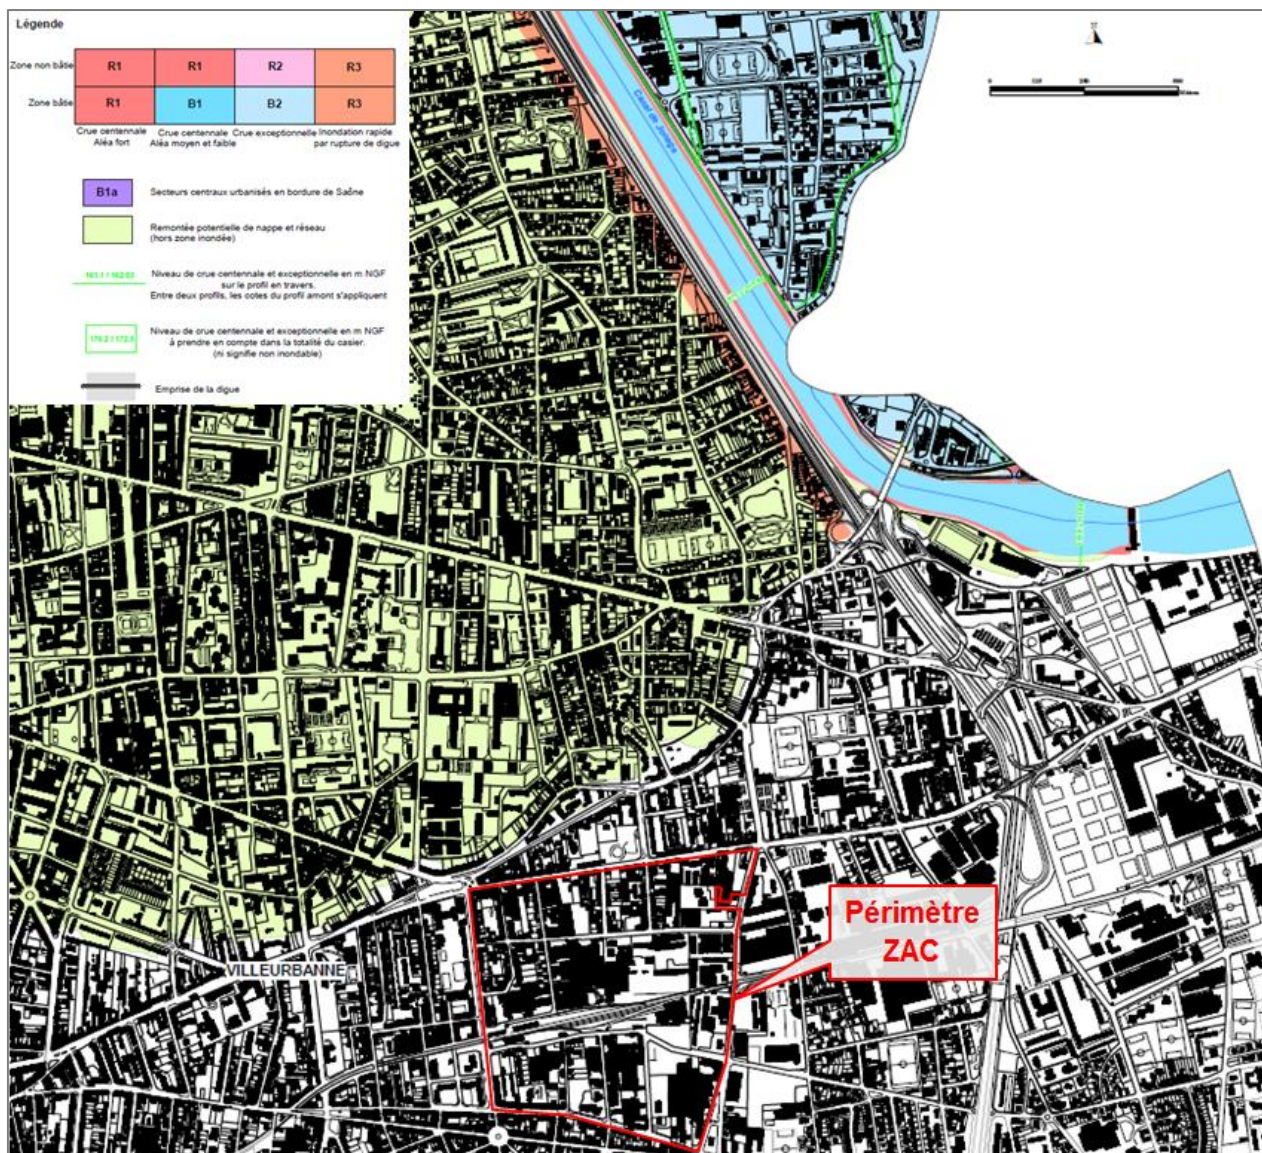 Légende
Zone non bâtie R1 R1 R2 R3
Zone bâtie R1 B1 B2 R3
Crue centennale Aléa fort
Crue centennale Aléa moyen et faible
Crue exceptionnelle
Inondation rapide par rupture de digue
B1a Secteurs centraux urbanisés en bordure de Saône
Remontée potentielle de nappe et réseau
(hors zone inondée)
Niveau de crue centennale et exceptionnelle en m NGF
sur le profil en travers.
Entre deux profils, les cotes du profil amont s'appliquent
Niveau de crue centennale et exceptionnelle en m NGF
à prendre en compte dans la totalité du casier.
(ni signifie non inondable)
Emprise de la digue
Canal de Jonage
Périmètre
ZAC
VILLEURBANNE